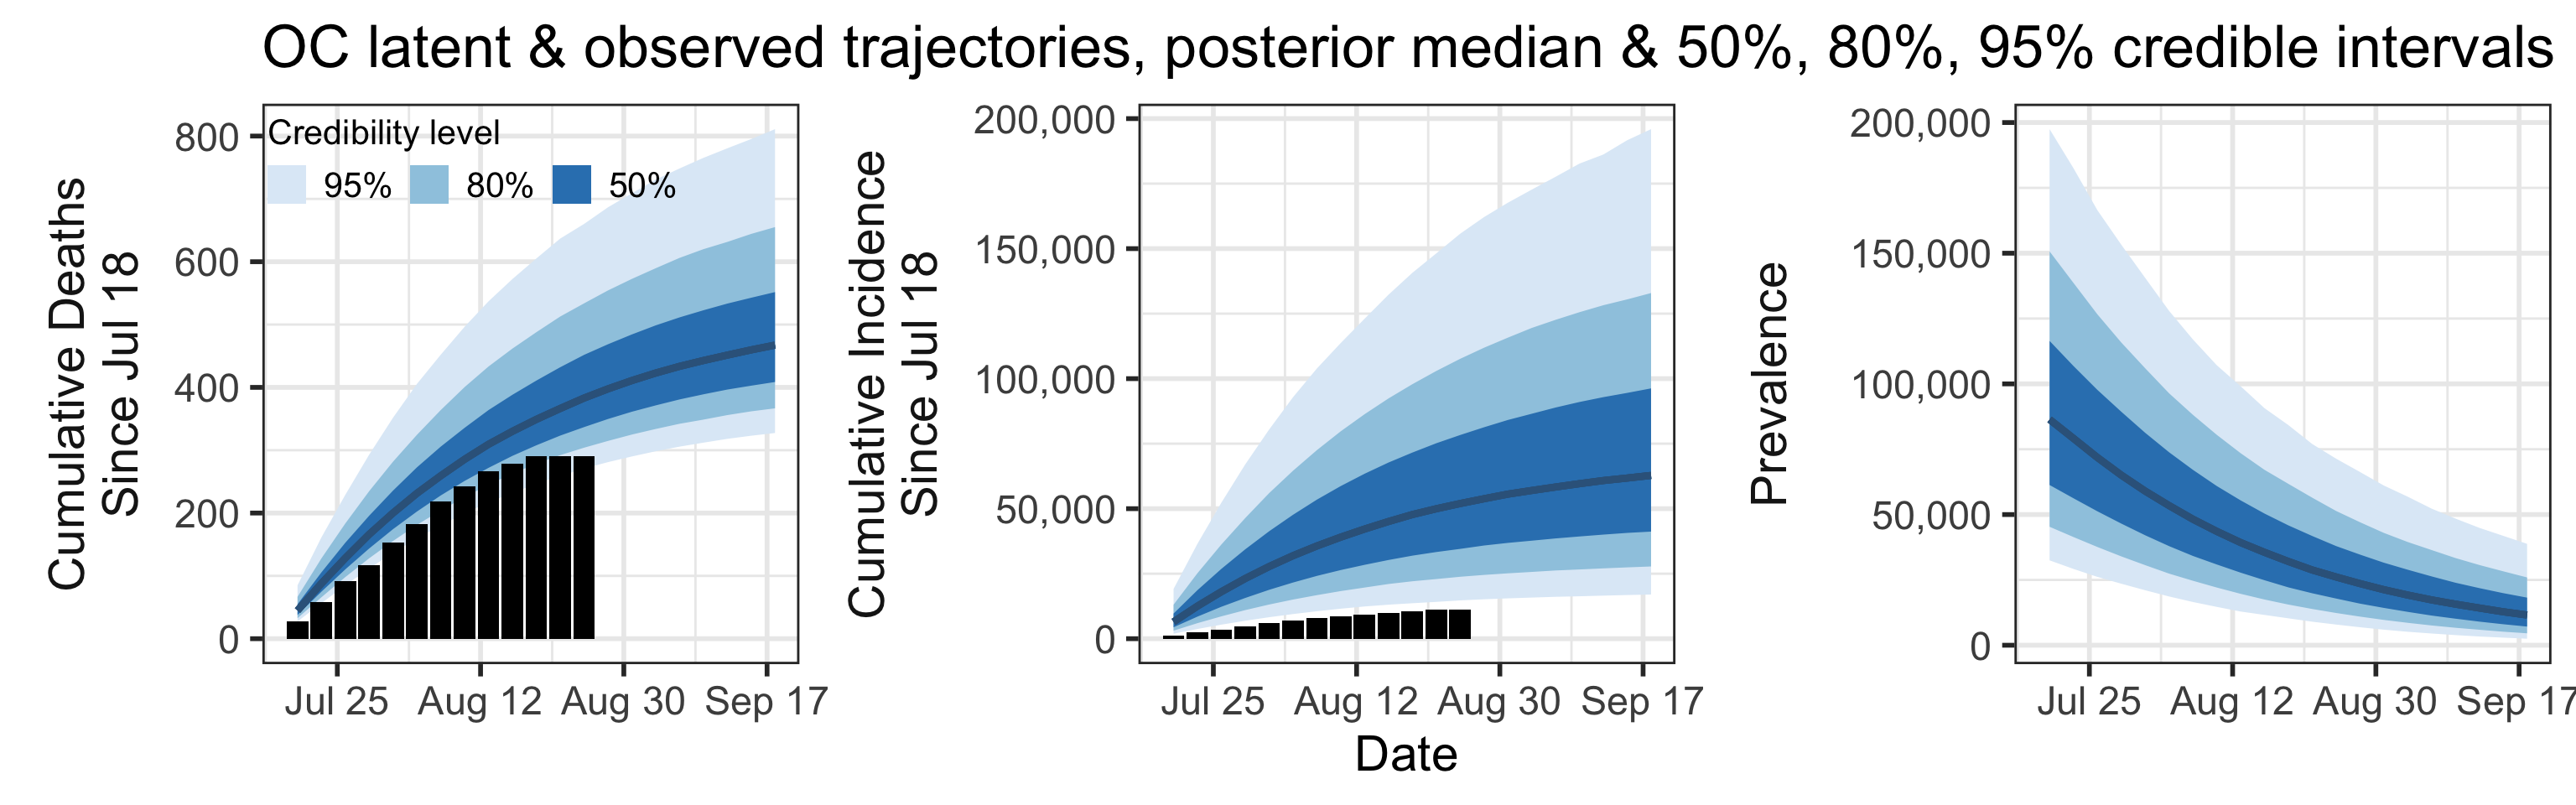 OC latent & observed trajectories, posterior median & 50%, 80%, 95% credible intervals
Cumulative Deaths
Since Jul 18
800
600
400
200
0
Credibility level
95% 80% 50%
Jul 25 Aug 12 Aug 30 Sep 17
Cumulative Incidence
Since Jul 18
200,000
150,000
100,000
50,000
0
Jul 25 Aug 12 Aug 30 Sep 17
Date
Prevalence
200,000
150,000
100,000
50,000
0
Jul 25 Aug 12 Aug 30 Sep 17